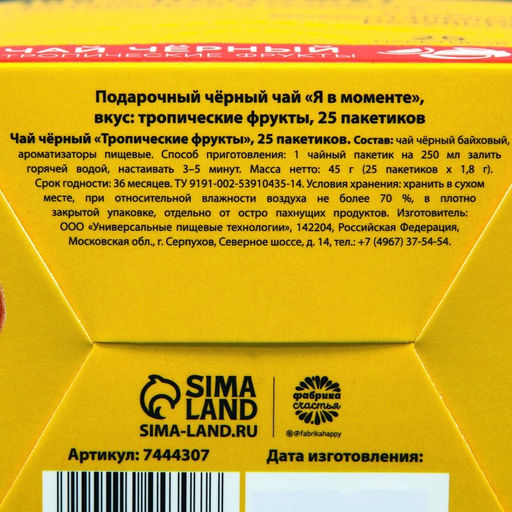 ЧАЙ ЧЁРНЫЙ
ТРОПИЧЕСКИЕ ФРУКТЫ
Подарочный чёрный чай «Я в моменте»,
вкус: тропические фрукты, 25 пакетиков
Чай чёрный «Тропические фрукты», 25 пакетиков. Состав: чай чёрный байховый,
ароматизаторы пищевые. Способ приготовления: 1 чайный пакетик на 250 мл залить
горячей водой, настаивать 3–5 минут. Масса нетто: 45 г (25 пакетиков х 1,8 г).
Срок годности: 36 месяцев. ТУ 9191-002-53910435-14. Условия хранения: хранить в сухом
месте, при относительной влажности воздуха не более 70 %, в плотно
закрытой упаковке, отдельно от остро пахнущих продуктов. Изготовитель:
ООО «Универсальные пищевые технологии», 142204, Российская Федерация,
Московская обл., г. Серпухов, Северное шоссе, д. 14, тел.: +7 (4967) 37-54-54.
SIMA
LAND
SIMA-LAND.RU
фабрика
счастья
@fabrikahappy
Артикул: 7444307
Дата изготовления: